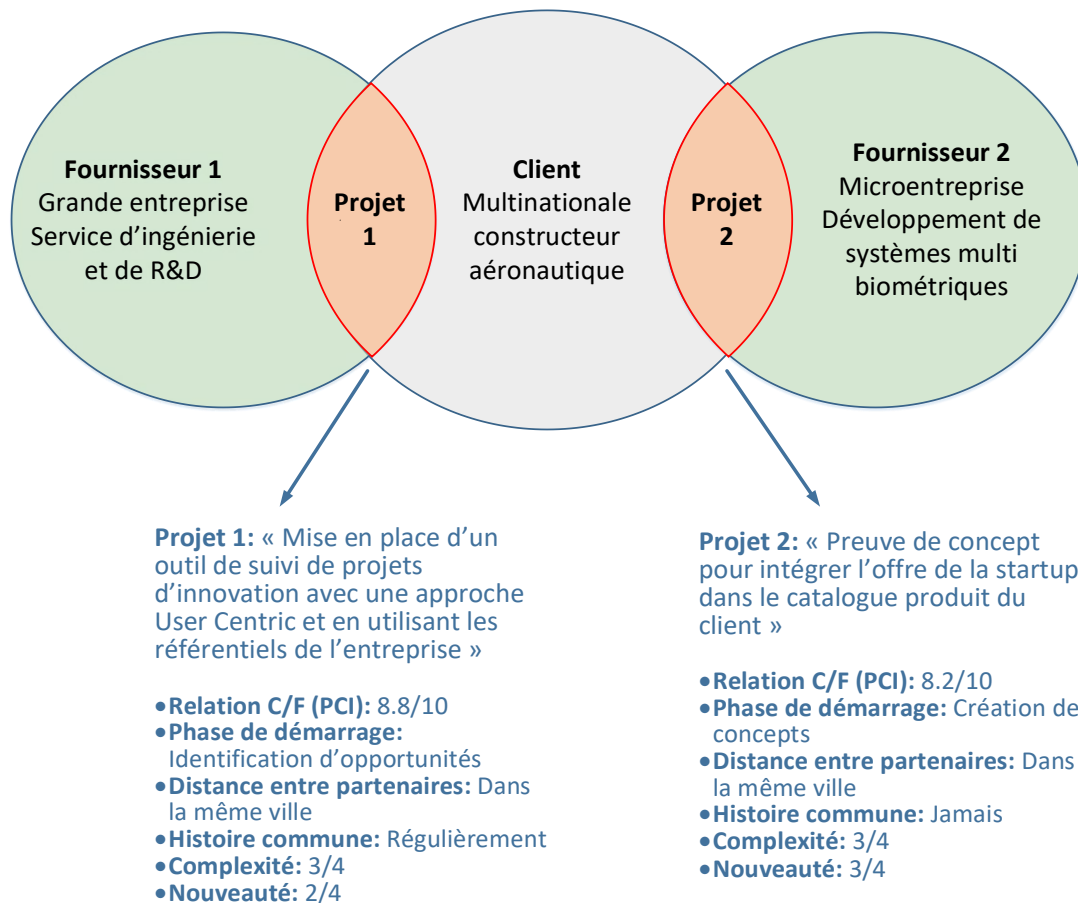 Fournisseur 1
Grande entreprise
Service d'ingénierie
et de R&D
Projet
1
Client
Multinationale
constructeur
aéronautique
Projet
2
Fournisseur 2
Microentreprise
Développement de
systèmes multi
biométriques
Projet 1: « Mise en place d'un
outil de suivi de projets
d'innovation avec une approche
User Centric et en utilisant les
référentiels de l'entreprise »
•Relation C/F (PCI): 8.8/10
•Phase de démarrage:
Identification d'opportunités
•Distance entre partenaires: Dans
la même ville
•Histoire commune: Régulièrement
•Complexité: 3/4
•Nouveauté: 2/4
Projet 2: « Preuve de concept
pour intégrer l'offre de la startup
dans le catalogue produit du
client »
•Relation C/F (PCI): 8.2/10
•Phase de démarrage: Création de
concepts
•Distance entre partenaires: Dans
la même ville
•Histoire commune: Jamais
•Complexité: 3/4
•Nouveauté: 3/4